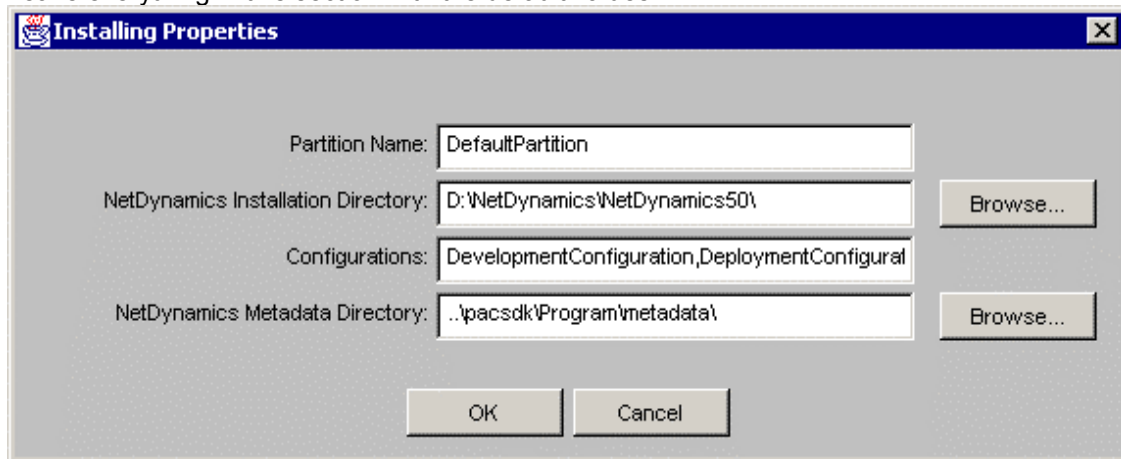 Installing Properties
Partition Name: DefaultPartition
NetDynamics Installation Directory: D:\NetDynamics\NetDynamics50\ Browse...
Configurations: DevelopmentConfiguration,DeploymentConfigurat
NetDynamics Metadata Directory: ..\pacsdk\Program\metadata\ Browse...
OK Cancel